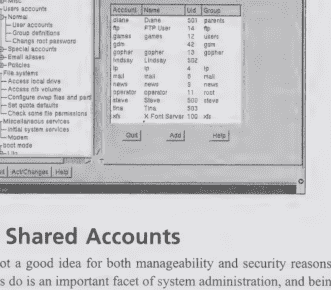 Misc
Users accounts
Normal
User accounts
Group definitions
Change root password
Special accounts
Email aliases
Policies
File systems
Access local drive
Access nfs volume
Configure swap files and parti
Set quota defaults
Check some file permissions
Miscellaneous services
Initial system services
Modem
boot mode
Account Name Uid Group
diane Diane 501 parents
ftp FTP User 14 ftp
games games 12 users
gdm 42 gdm
gopher gopher 13 gopher
lindsay Lindsay 502
lp lp 4 lp
mail mail 8 mail
news news 9 news
operator operator 11 root
steve Steve 500 steve
tina Tina 503
xfs X Font Server 100 xfs
Quit Add Help
Act/Changes Help
Shared Accounts
ot a good idea for both manageability and security reasons
s do is an important facet of system administration, and bein